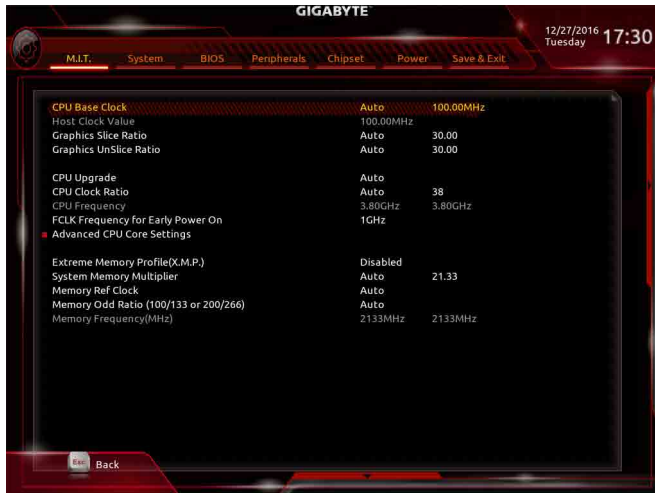 GIGABYTE
12/27/2016 17:30
Tuesday
M.I.T. System BIOS Peripherals Chipset Power Save & Exit
CPU Base Clock Auto 100.00MHz
Host Clock Value 100.00MHz
Graphics Slice Ratio Auto 30.00
Graphics UnSlice Ratio Auto 30.00
CPU Upgrade Auto
CPU Clock Ratio Auto 38
CPU Frequency 3.80GHz 3.80GHz
FCLK Frequency for Early Power On 1GHz
Advanced CPU Core Settings
Extreme Memory Profile(X.M.P.) Disabled
System Memory Multiplier Auto 21.33
Memory Ref Clock Auto
Memory Odd Ratio (100/133 or 200/266) Auto
Memory Frequency(MHz) 2133MHz 2133MHz
Esc Back